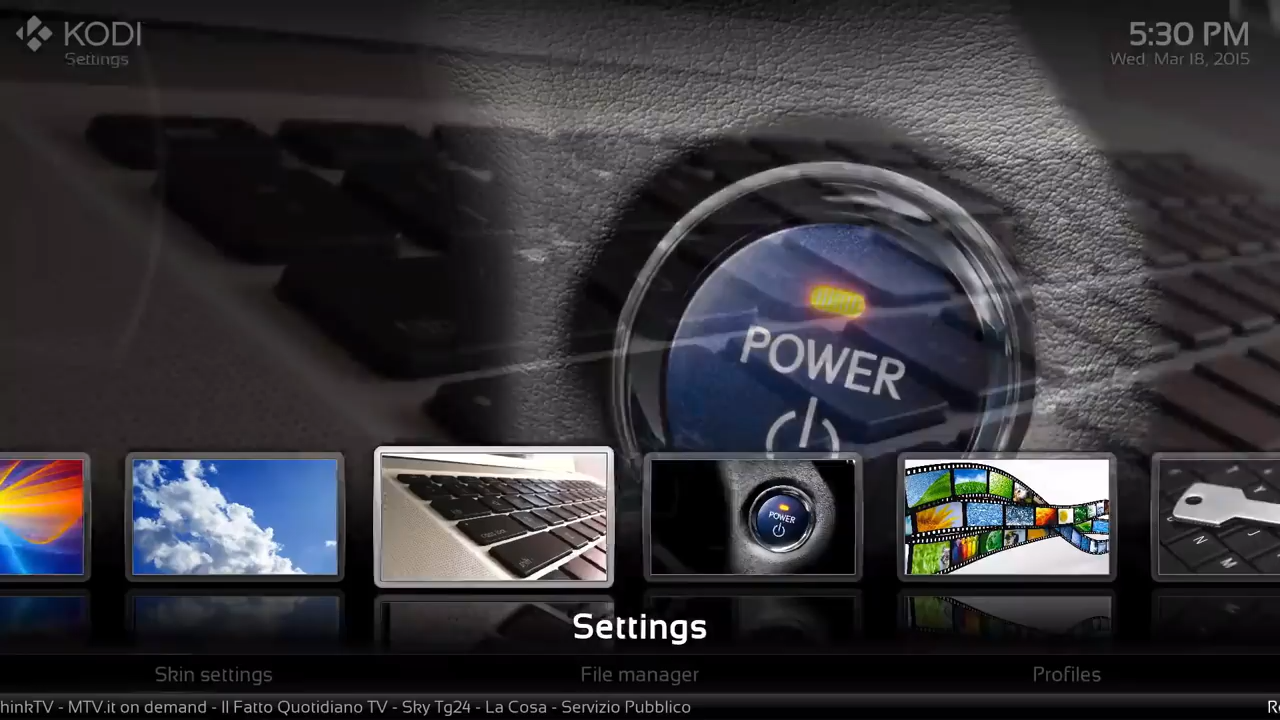 KODI
Settings
5:30 PM
Wed Mar 18, 2015
POWER
POWER
N
M
Settings
Skin settings
File manager
Profiles
hinkTV - MTV.it on demand - Il Fatto Quotidiano TV - Sky Tg24 - La Cosa - Servizio Pubblico